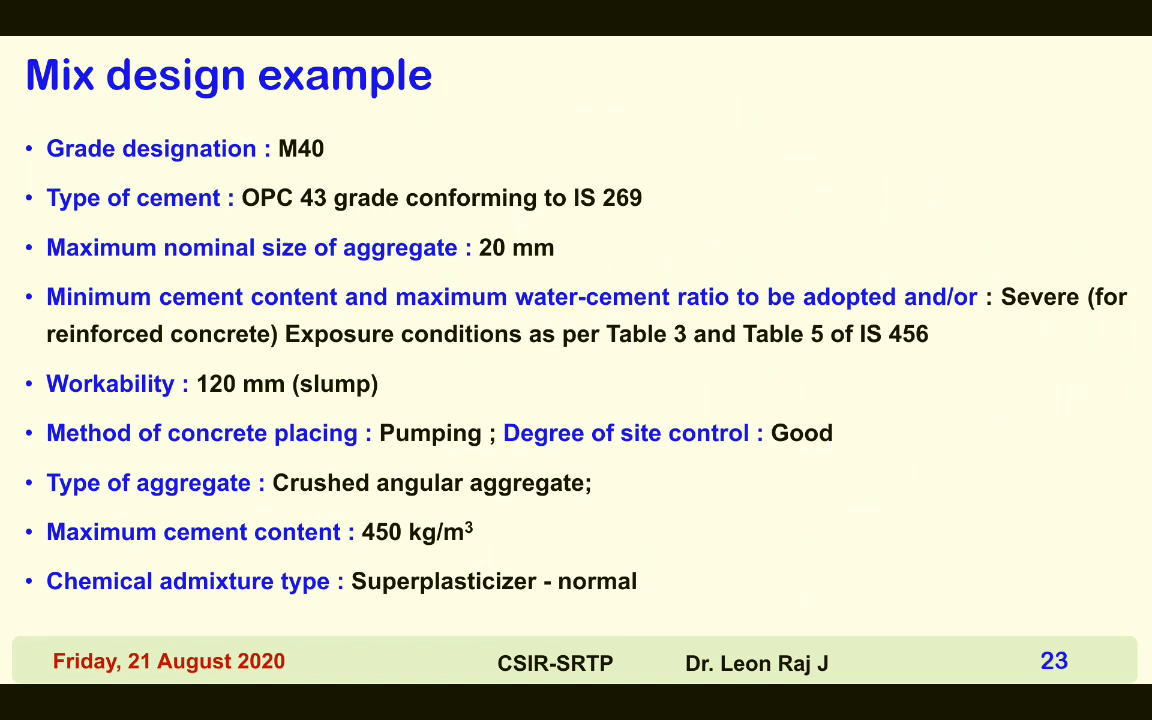 Mix design example
• Grade designation : M40
• Type of cement : OPC 43 grade conforming to IS 269
• Maximum nominal size of aggregate : 20 mm
• Minimum cement content and maximum water-cement ratio to be adopted and/or : Severe (for
reinforced concrete) Exposure conditions as per Table 3 and Table 5 of IS 456
• Workability : 120 mm (slump)
• Method of concrete placing : Pumping ; Degree of site control : Good
• Type of aggregate : Crushed angular aggregate;
• Maximum cement content : 450 kg/m³
• Chemical admixture type : Superplasticizer - normal
Friday, 21 August 2020 CSIR-SRTP Dr. Leon Raj J 23